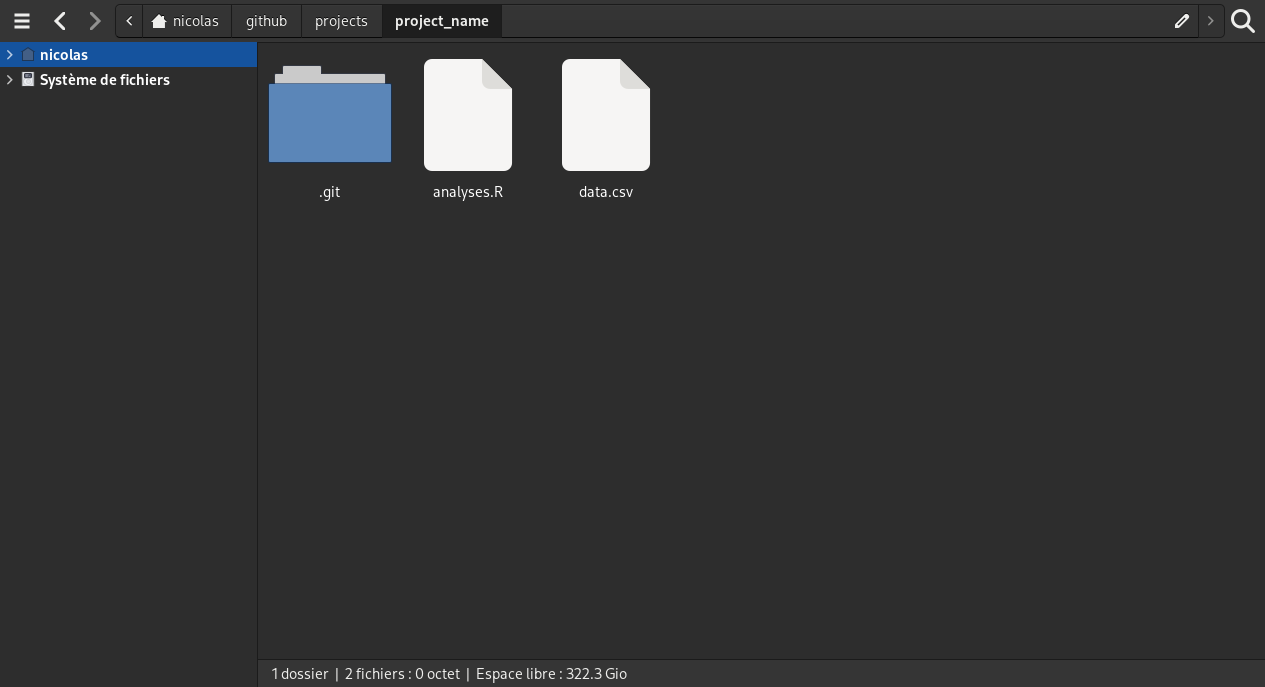 nicolas github projects project_name
nicolas
Système de fichiers
.git analyses.R data.csv
1 dossier | 2 fichiers : 0 octet | Espace libre : 322.3 Gio